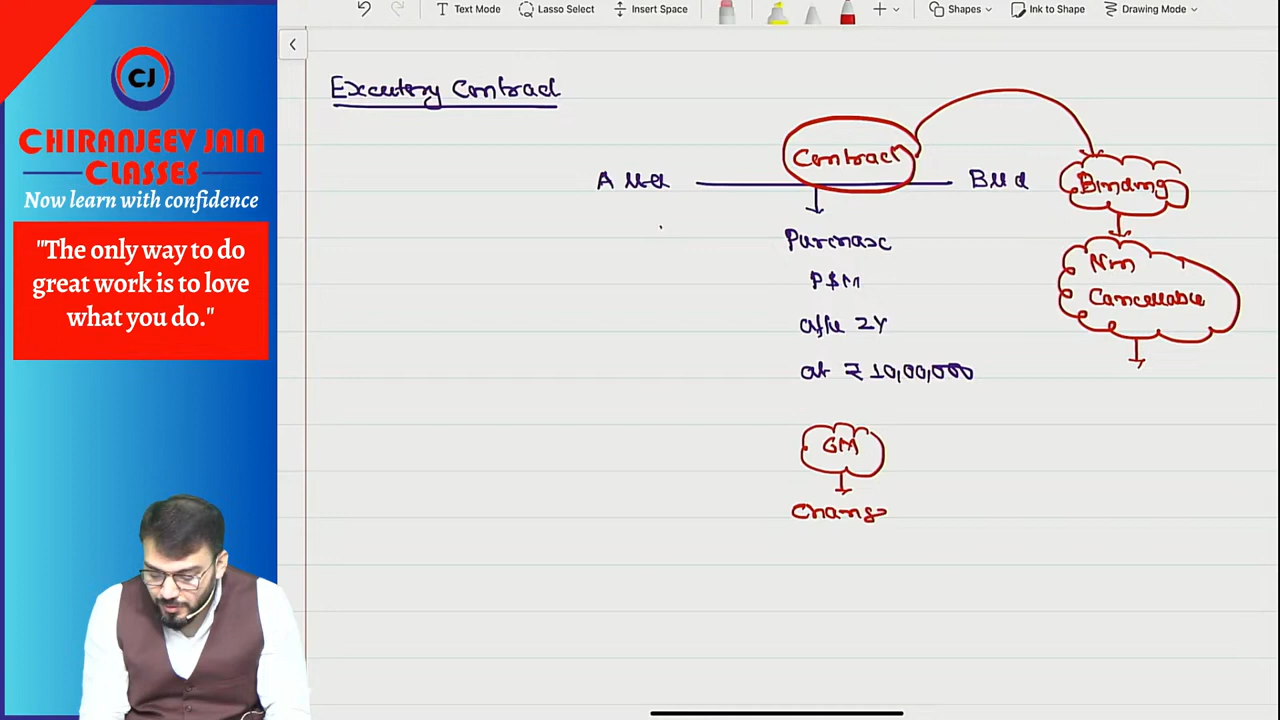 Text Mode
Lasso Select
Insert Space
Shapes
Ink to Shape
Drawing Mode
CJ
CHIRANJEEV JAIN
CLASSES
Now learn with confidence
"The only way to do
great work is to love
what you do."
Executory Contract
Contract
A Ltd
B Ltd
Binding
Purchase
Non
Cancellable
P&M
after 2Y
at ₹10,00,000
GM
Change